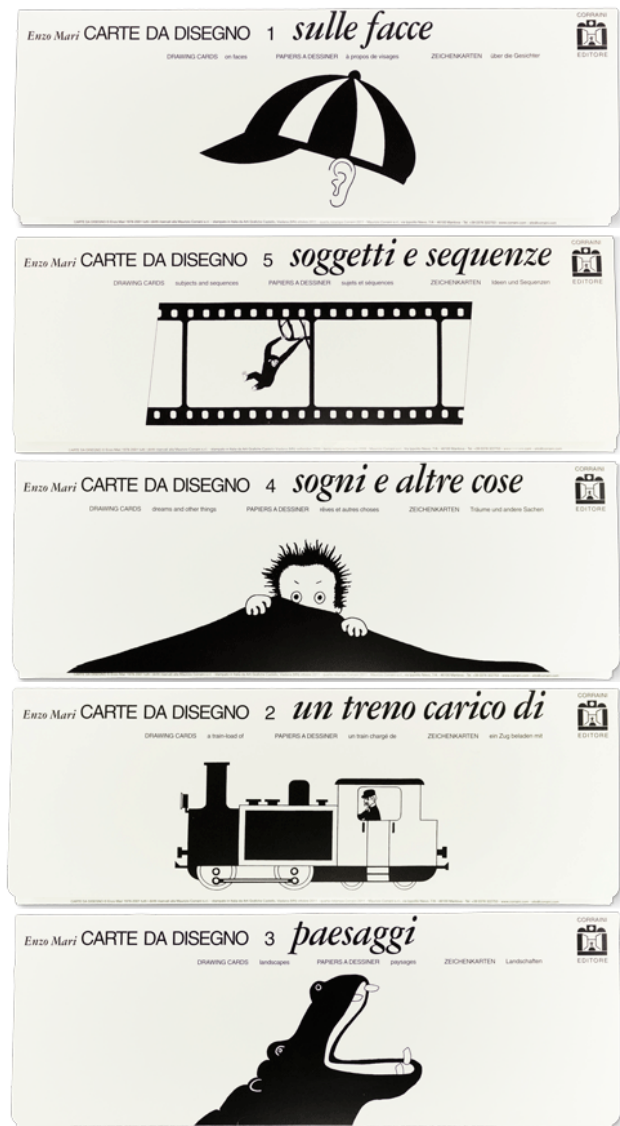 Enzo Mari CARTE DA DISEGNO 1 sulle facce
CORRAINI
EDITORE
DRAWING CARDS on faces PAPIERS A DESSINER à propos de visages ZEICHENKARTEN über die Gesichter
Enzo Mari CARTE DA DISEGNO 5 soggetti e sequenze
CORRAINI
EDITORE
DRAWING CARDS subjects and sequences PAPIERS A DESSINER sujets et séquences ZEICHENKARTEN Ideen und Sequenzen
Enzo Mari CARTE DA DISEGNO 4 sogni e altre cose
CORRAINI
EDITORE
DRAWING CARDS dreams and other things PAPIERS A DESSINER rêves et autres choses ZEICHENKARTEN Träume und andere Sachen
Enzo Mari CARTE DA DISEGNO 2 un treno carico di
CORRAINI
EDITORE
DRAWING CARDS a train-load of PAPIERS A DESSINER un train chargé de ZEICHENKARTEN ein Zug beladen mit
Enzo Mari CARTE DA DISEGNO 3 paesaggi
CORRAINI
EDITORE
DRAWING CARDS landscapes PAPIERS A DESSINER paysages ZEICHENKARTEN Landschaften